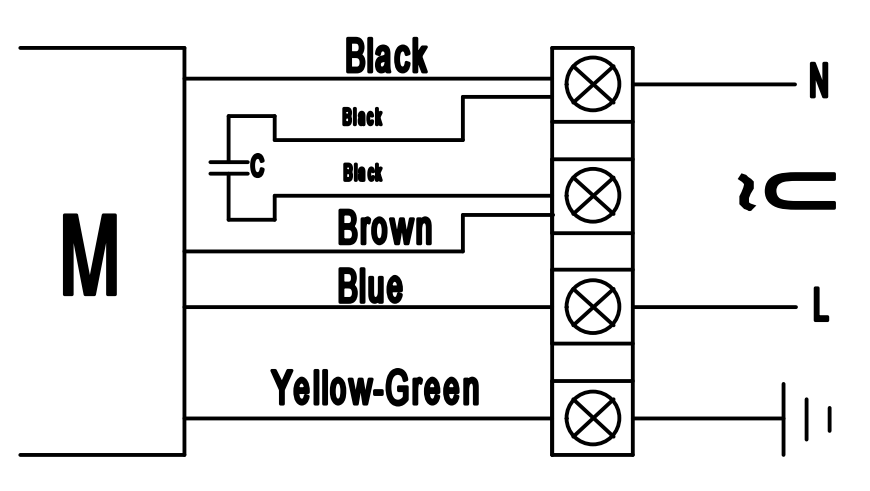 Black
N
Black
C
Black
~U
M
Brown
Blue
L
Yellow-Green